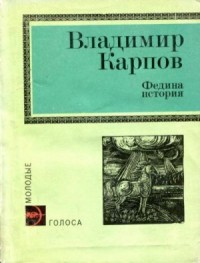 Владимир
Карпов
Федина
история
МОЛОДЫЕ
ГОЛОСА